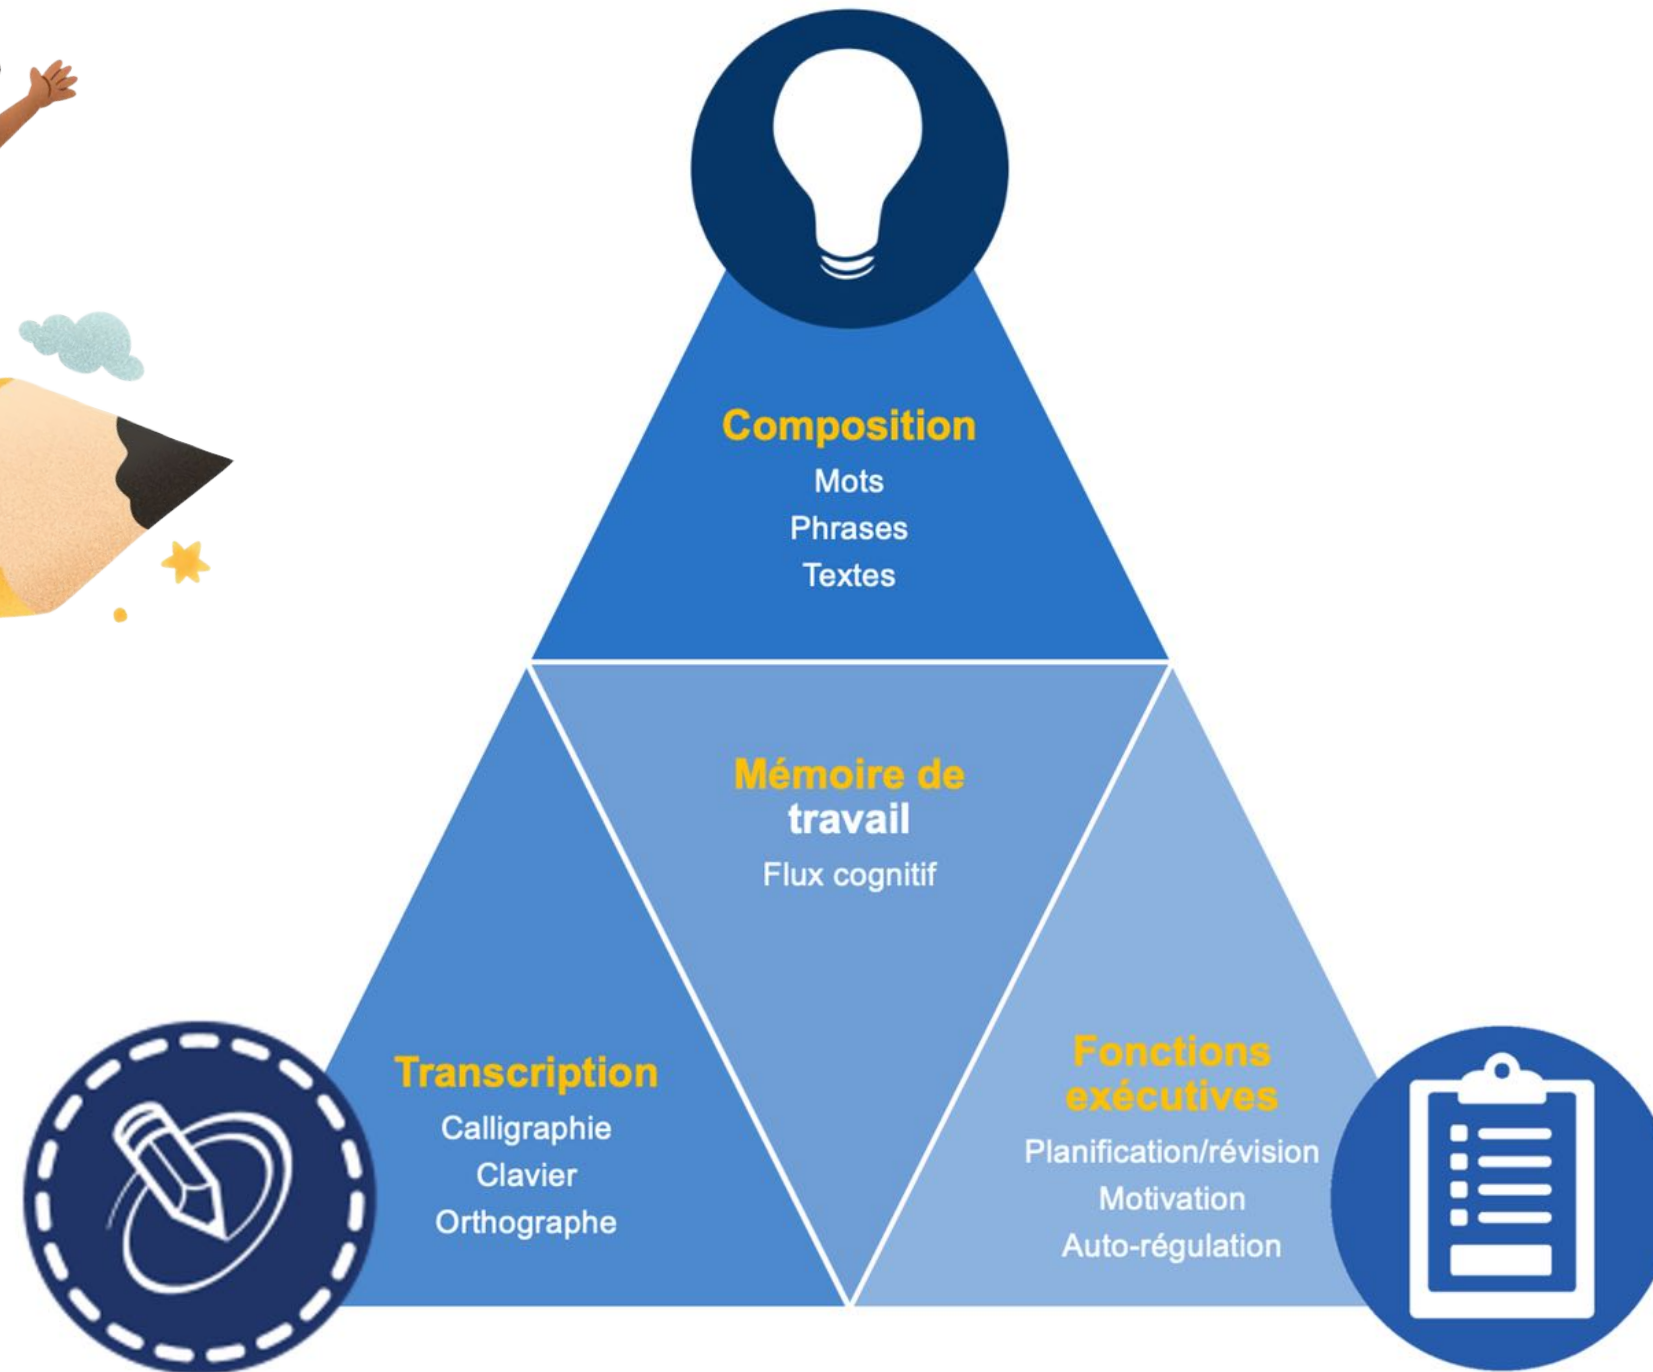 Composition
Mots
Phrases
Textes
Mémoire de
travail
Flux cognitif
Transcription
Calligraphie
Clavier
Orthographe
Fonctions
exécutives
Planification/révision
Motivation
Auto-régulation